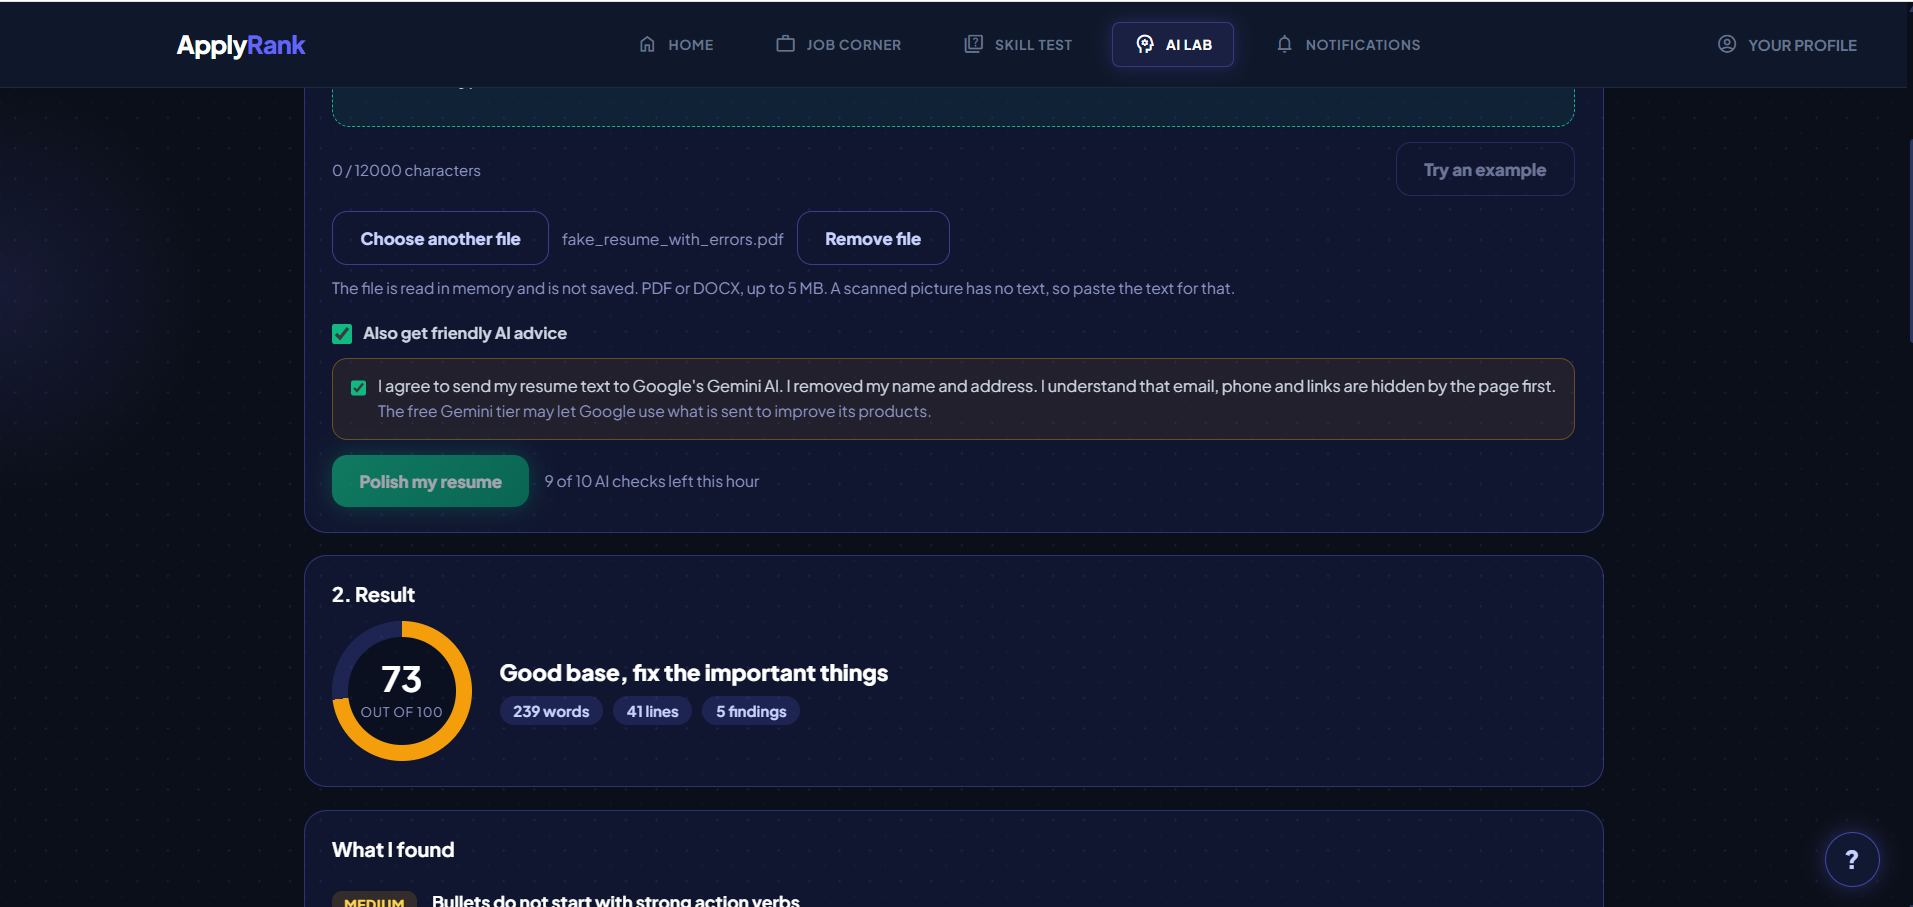 ApplyRank
HOME
JOB CORNER
SKILL TEST
AI LAB
NOTIFICATIONS
YOUR PROFILE
0 / 12000 characters
Try an example
Choose another file
fake_resume_with_errors.pdf
Remove file
The file is read in memory and is not saved. PDF or DOCX, up to 5 MB. A scanned picture has no text, so paste the text for that.
Also get friendly AI advice
I agree to send my resume text to Google's Gemini AI. I removed my name and address. I understand that email, phone and links are hidden by the page first.
The free Gemini tier may let Google use what is sent to improve its products.
Polish my resume
9 of 10 AI checks left this hour
2. Result
73
OUT OF 100
Good base, fix the important things
239 words
41 lines
5 findings
What I found
?
MEDIUM
Bullets do not start with strong action verbs